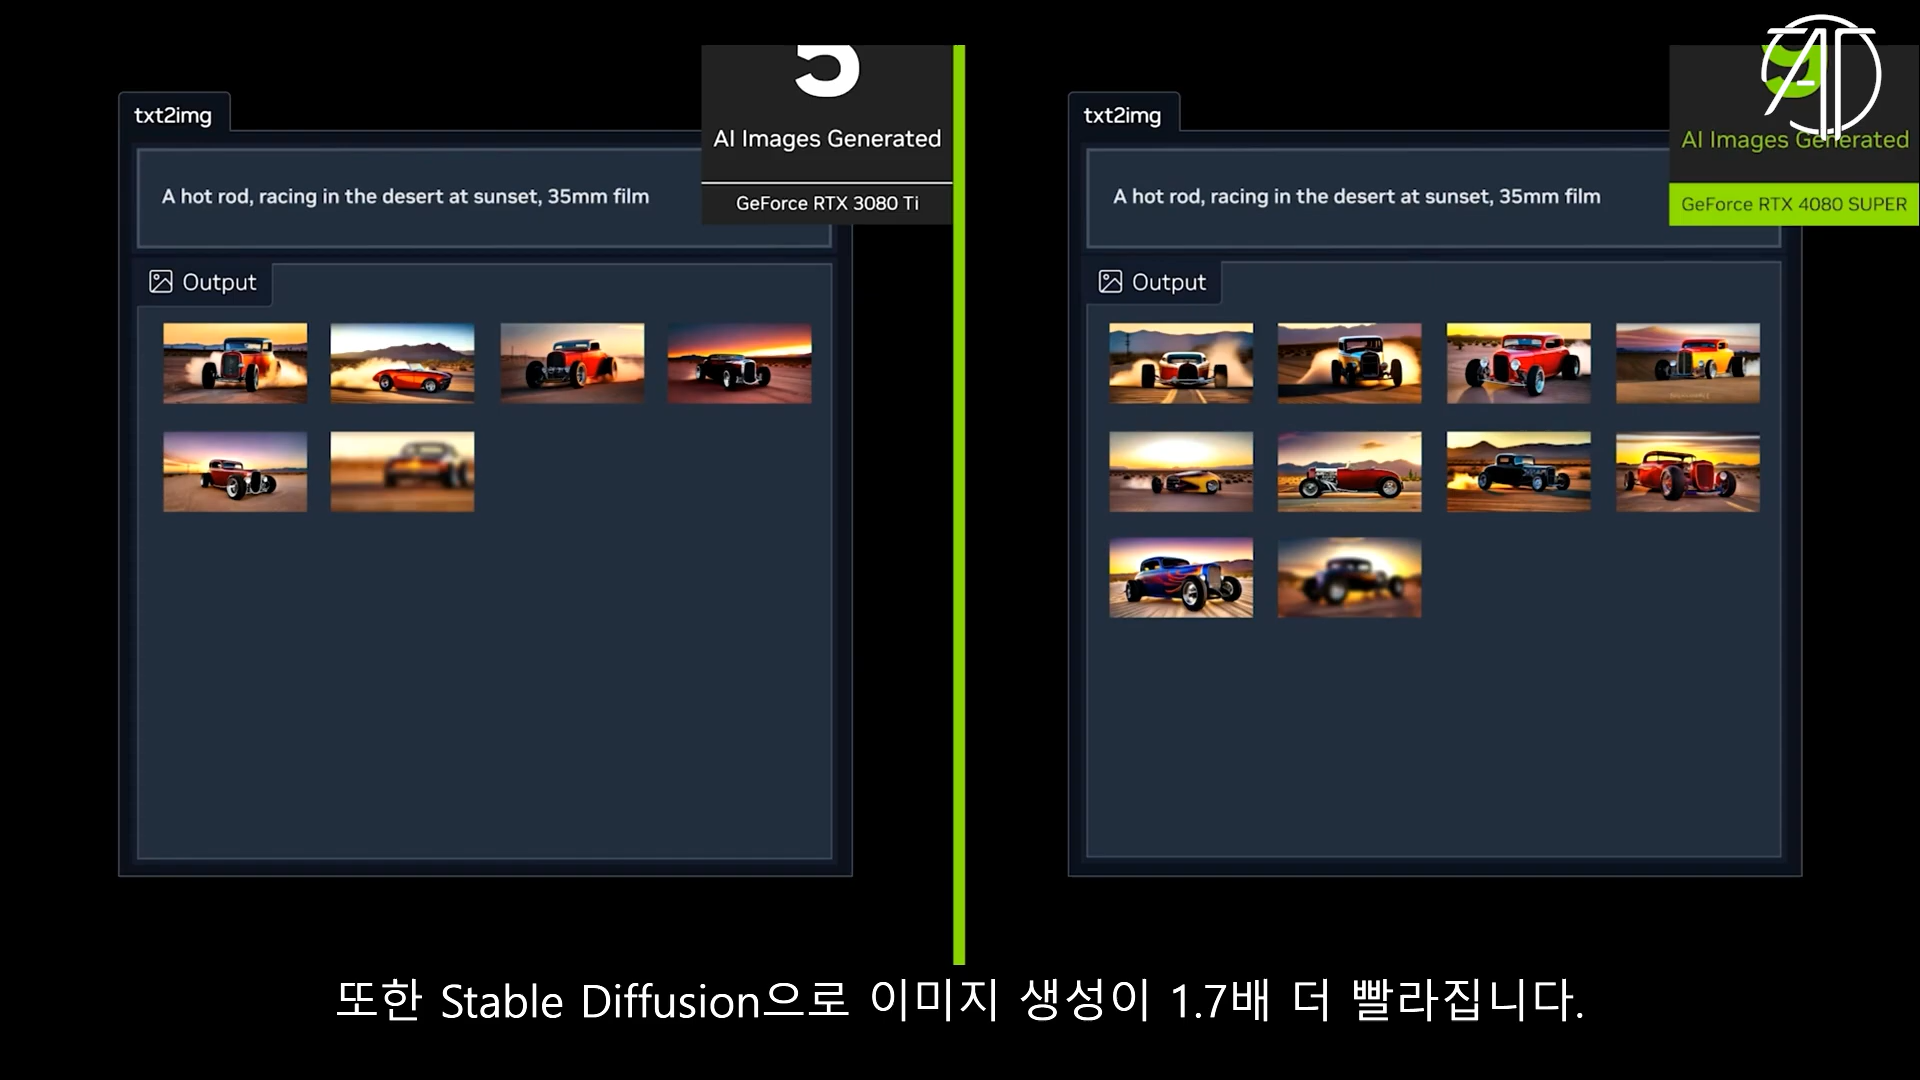 5
AI Images Generated
GeForce RTX 3080 Ti
txt2img
A hot rod, racing in the desert at sunset, 35mm film
Output
9
AI Images Generated
GeForce RTX 4080 SUPER
txt2img
A hot rod, racing in the desert at sunset, 35mm film
Output
또한 Stable Diffusion으로 이미지 생성이 1.7배 더 빨라집니다.